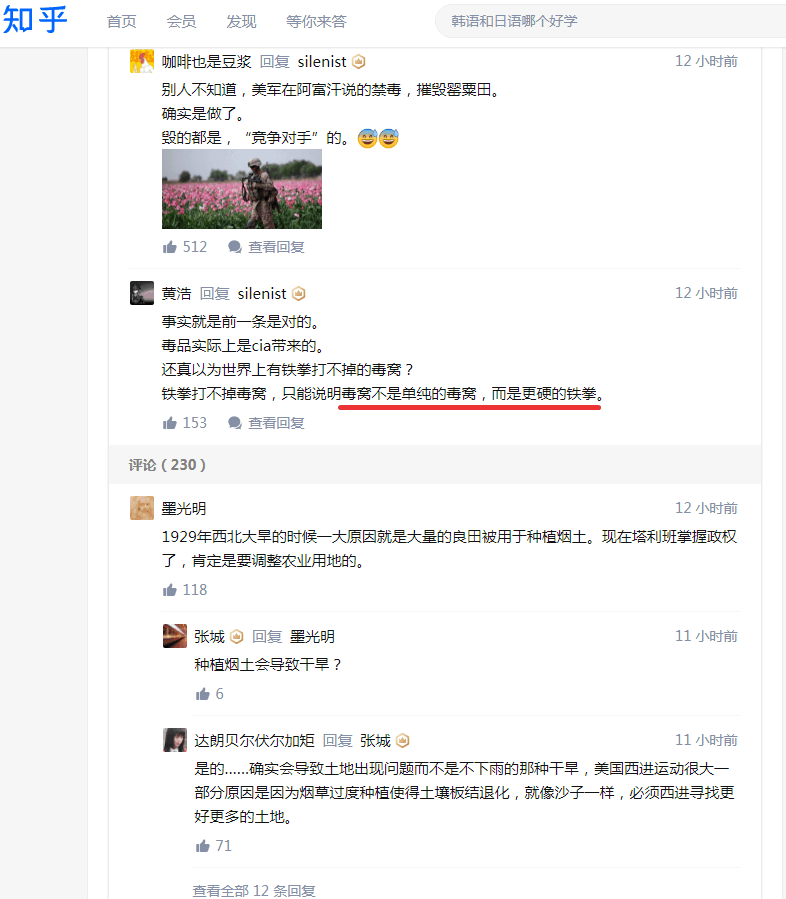 知乎 首页 会员 发现 等你来答 韩语和日语哪个好学
咖啡也是豆浆 回复 silenist 12 小时前
别人不知道，美军在阿富汗说的禁毒，摧毁罂粟田。
确实是做了。
毁的都是，“竞争对手”的。😅😅
512 查看回复
黄浩 回复 silenist 12 小时前
事实就是前一条是对的。
毒品实际上是cia带来的。
还真以为世界上有铁拳打不掉的毒窝？
铁拳打不掉毒窝，只能说明毒窝不是单纯的毒窝，而是更硬的铁拳。
153 查看回复
评论（230）
墨光明 12 小时前
1929年西北大旱的时候一大原因就是大量的良田被用于种植烟土。现在塔利班掌握政权
了，肯定是要调整农业用地的。
118
张城 回复 墨光明 11 小时前
种植烟土会导致干旱？
6
达朗贝尔伏尔加矩 回复 张城 11 小时前
是的……确实会导致土地出现问题而不是不下雨的那种干旱，美国西进运动很大一
部分原因是因为烟草过度种植使得土壤板结退化，就像沙子一样，必须西进寻找更
好更多的土地。
71
查看全部 12 条回复